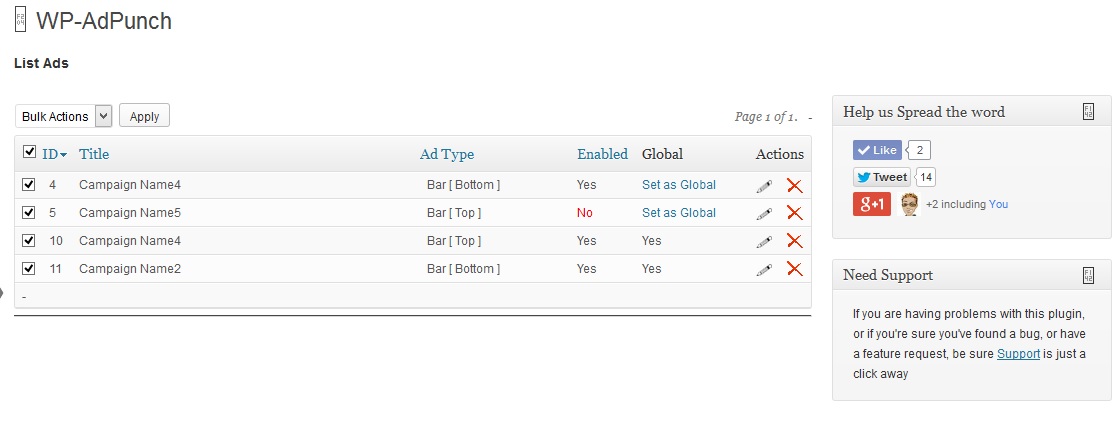 WP-AdPunch
List Ads
Bulk Actions Apply Page 1 of 1. -
ID Title Ad Type Enabled Global Actions
4 Campaign Name4 Bar [ Bottom ] Yes Set as Global
5 Campaign Name5 Bar [ Top ] No Set as Global
10 Campaign Name4 Bar [ Top ] Yes Yes
11 Campaign Name2 Bar [ Bottom ] Yes Yes
-
Help us Spread the word
Like 2
Tweet 14
g+1 +2 including You
Need Support
If you are having problems with this plugin,
or if you're sure you've found a bug, or have
a feature request, be sure Support is just a
click away